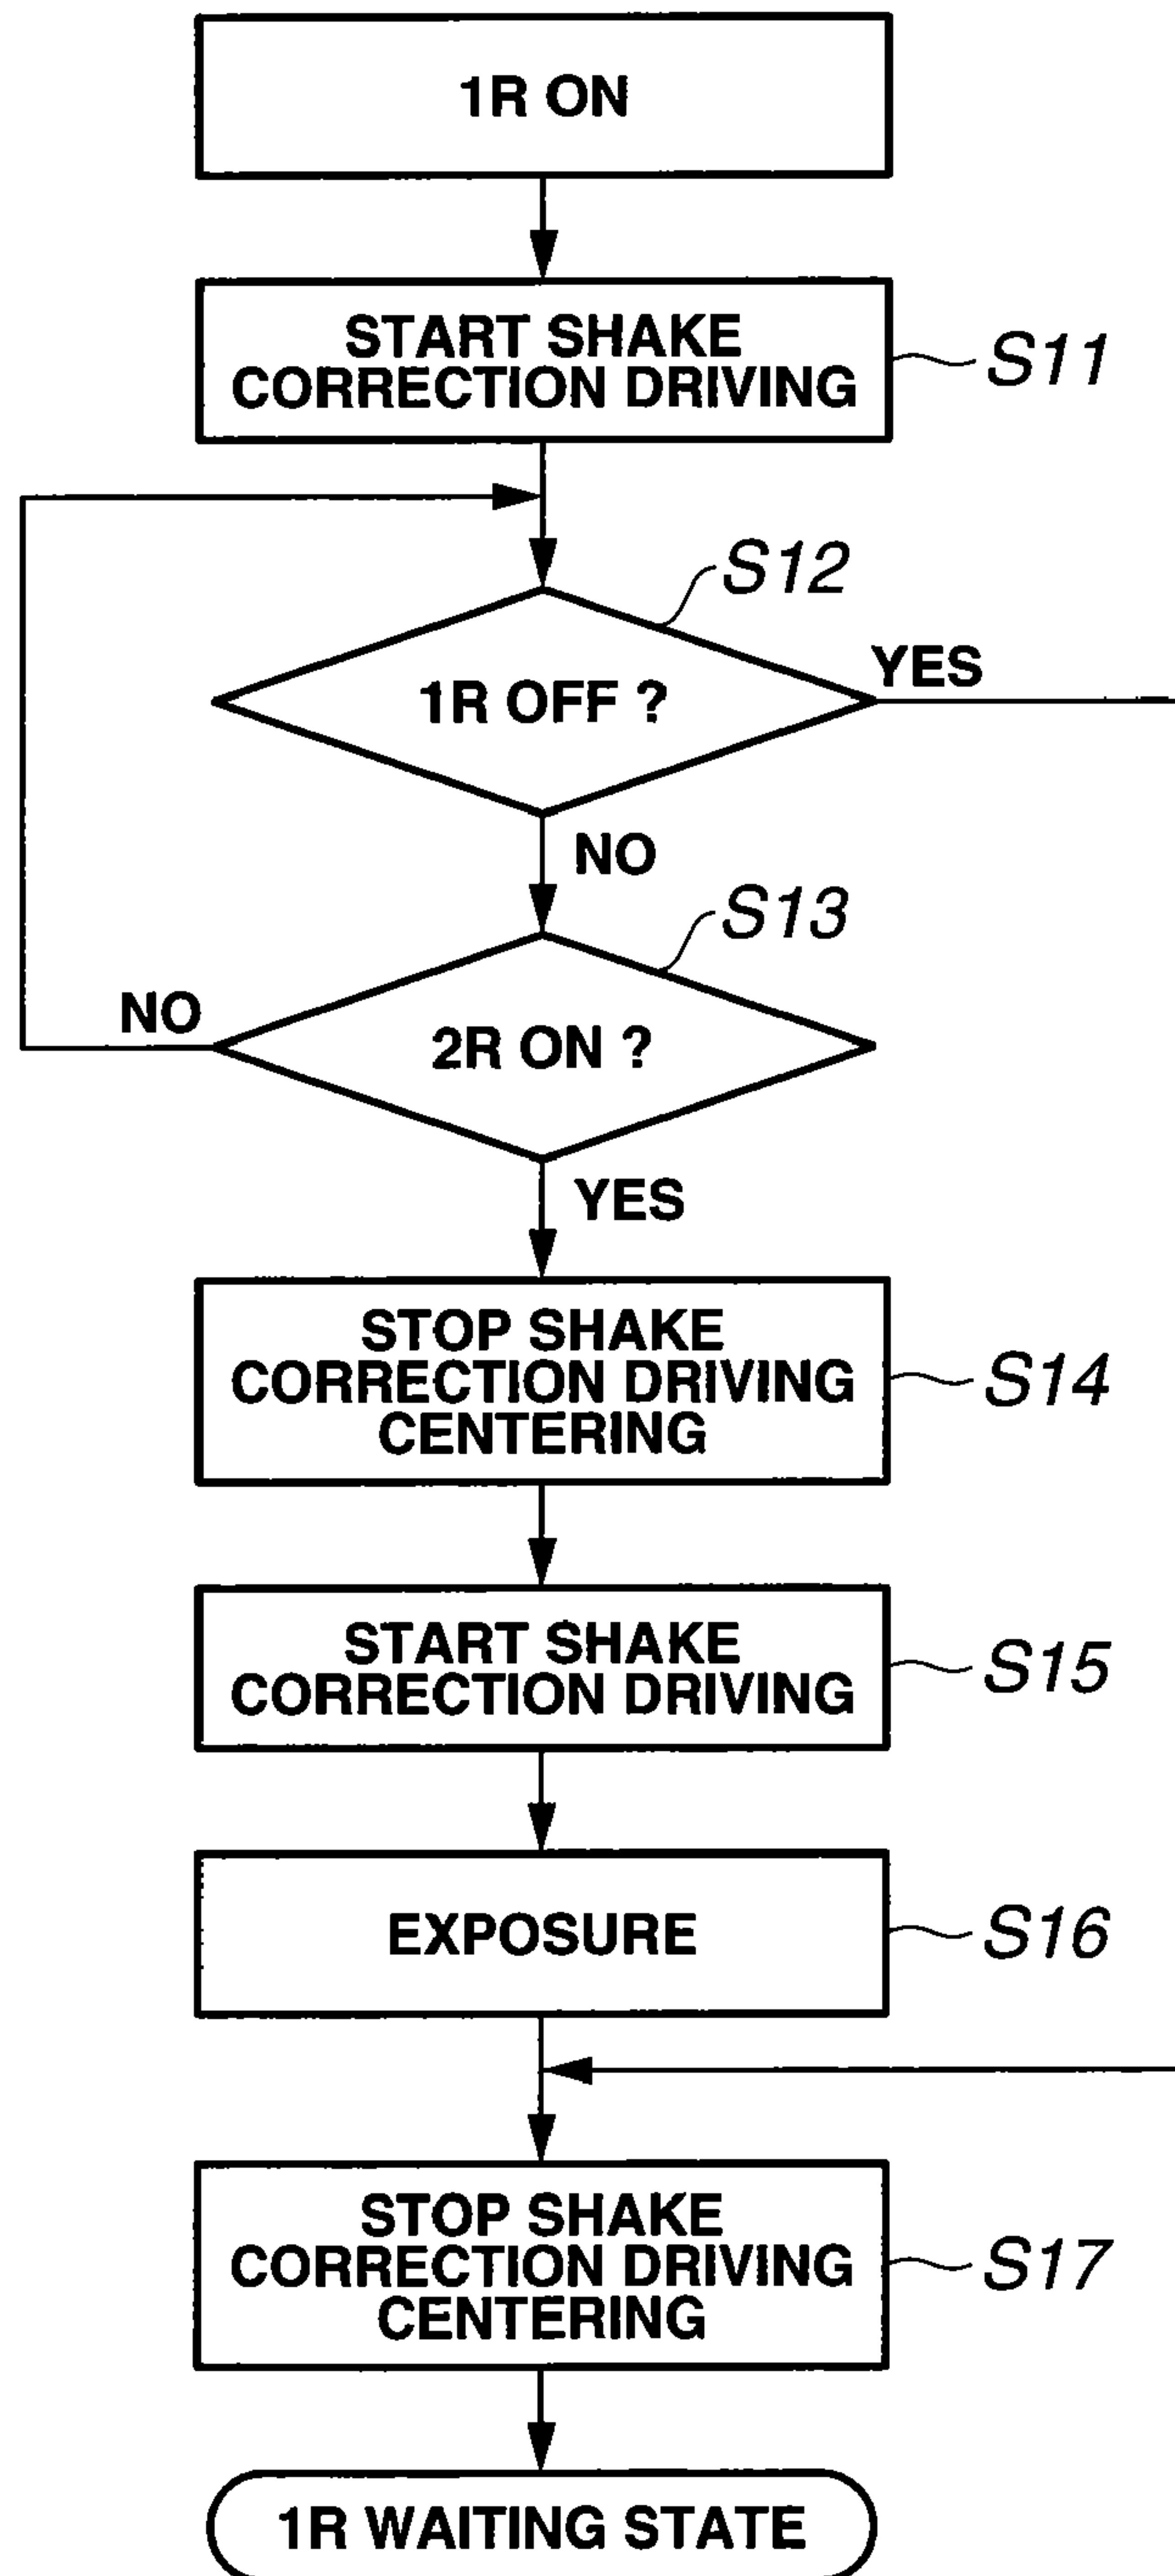 1R ON
START SHAKE
CORRECTION DRIVING
S11
S12
1R OFF ?
YES
NO
S13
2R ON ?
NO
YES
STOP SHAKE
CORRECTION DRIVING
CENTERING
S14
START SHAKE
CORRECTION DRIVING
S15
EXPOSURE
S16
STOP SHAKE
CORRECTION DRIVING
CENTERING
S17
1R WAITING STATE